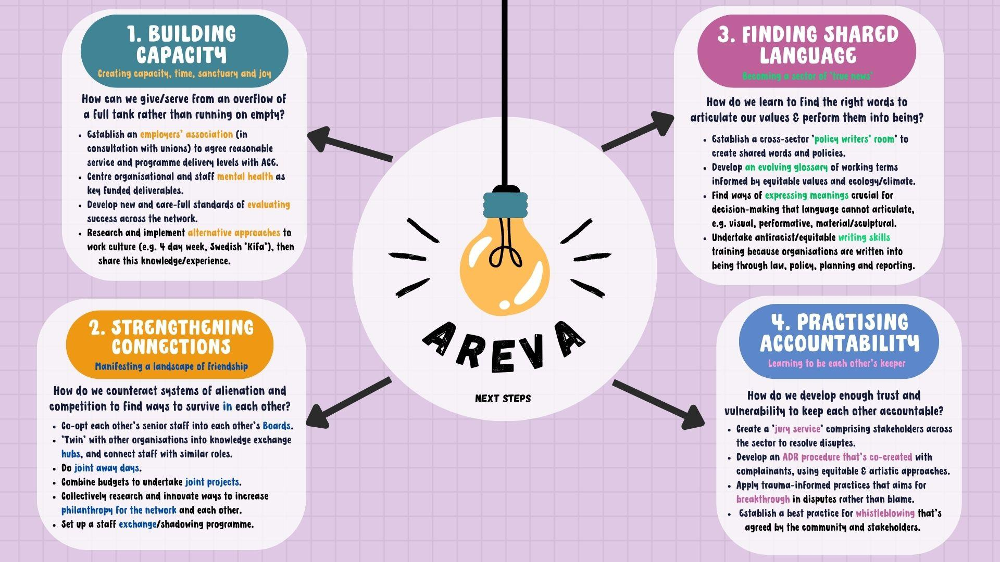 1. BUILDING
CAPACITY
Creating capacity, time, sanctuary and joy
How can we give/serve from an overflow of
a full tank rather than running on empty?
• Establish an employers' association (in
consultation with unions) to agree reasonable
service and programme delivery levels with ACE.
• Centre organisational and staff mental health as
key funded deliverables.
• Develop new and care-full standards of evaluating
success across the network.
• Research and implement alternative approaches to
work culture (e.g. 4 day week, Swedish 'Kifa'), then
share this knowledge/experience.
2. STRENGTHENING
CONNECTIONS
Manifesting a landscape of friendship
How do we counteract systems of alienation and
competition to find ways to survive in each other?
• Co-opt each other's senior staff into each other's Boards.
• 'Twin' with other organisations into knowledge exchange
hubs, and connect staff with similar roles.
• Do joint away days.
• Combine budgets to undertake joint projects.
• Collectively research and innovate ways to increase
philanthropy for the network and each other.
• Set up a staff exchange/shadowing programme.
AREVA
NEXT STEPS
3. FINDING SHARED
LANGUAGE
Becoming a sector of 'true news'
How do we learn to find the right words to
articulate our values & perform them into being?
• Establish a cross-sector 'policy writers' room' to
create shared words and policies.
• Develop an evolving glossary of working terms
informed by equitable values and ecology/climate.
• Find ways of expressing meanings crucial for
decision-making that language cannot articulate,
e.g. visual, performative, material/sculptural.
• Undertake antiracist/equitable writing skills
training because organisations are written into
being through law, policy, planning and reporting.
4. PRACTISING
ACCOUNTABILITY
Learning to be each other's keeper
How do we develop enough trust and
vulnerability to keep each other accountable?
• Create a 'jury service' comprising stakeholders across
the sector to resolve disuptes.
• Develop an ADR procedure that's co-created with
complainants, using equitable & artistic approaches.
• Apply trauma-informed practices that aims for
breakthrough in disputes rather than blame.
• Establish a best practice for whistleblowing that's
agreed by the community and stakeholders.